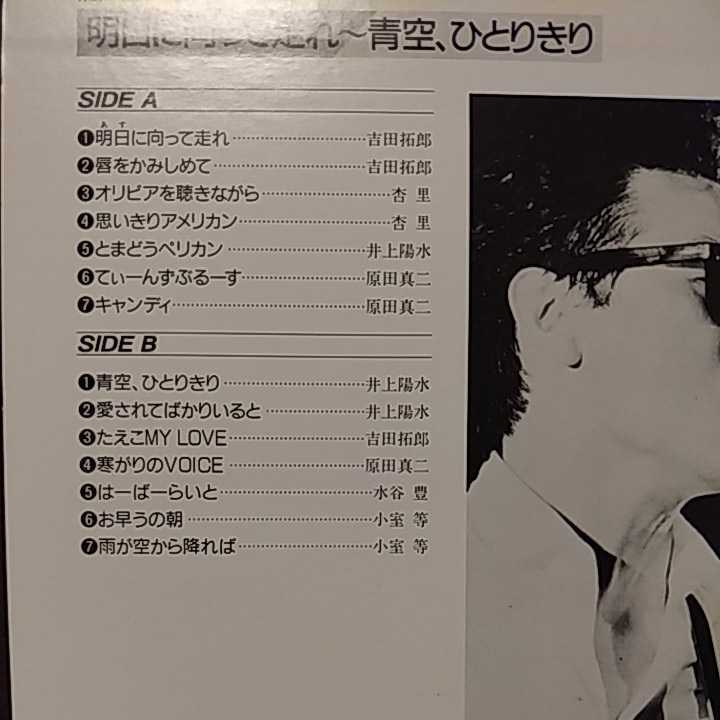 明日に向って走れ〜青空、ひとりきり
SIDE A
あ す
❶明日に向って走れ……………………吉田拓郎
❷唇をかみしめて……………………吉田拓郎
❸オリビアを聴きながら……………………杏 里
❹思いきりアメリカン……………………杏 里
❺とまどうペリカン……………………井上陽水
❻てぃーんずぶるーす……………………原田真二
❼キャンディ……………………原田真二
SIDE B
❶青空、ひとりきり……………………井上陽水
❷愛されてばかりいると……………………井上陽水
❸たえこMY LOVE……………………吉田拓郎
❹寒がりのVOICE……………………原田真二
❺はーばーらいと……………………水谷 豊
❻お早うの朝……………………小室 等
❼雨が空から降れば……………………小室 等